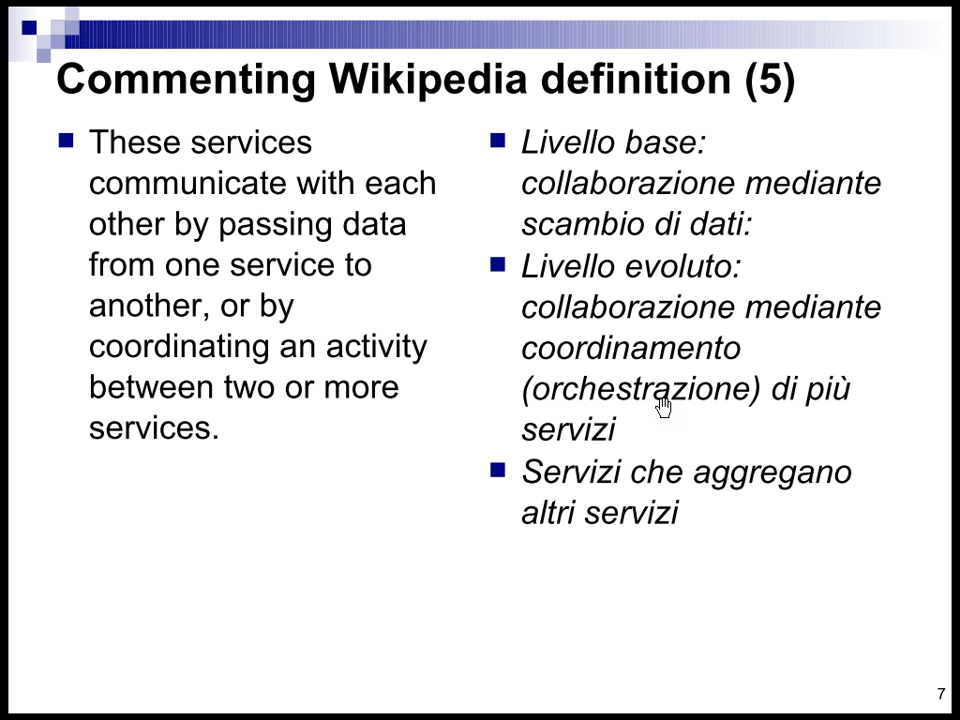 Commenting Wikipedia definition (5)
These services
communicate with each
other by passing data
from one service to
another, or by
coordinating an activity
between two or more
services.
Livello base:
collaborazione mediante
scambio di dati:
Livello evoluto:
collaborazione mediante
coordinamento
(orchestrazione) di più
servizi
Servizi che aggregano
altri servizi
7